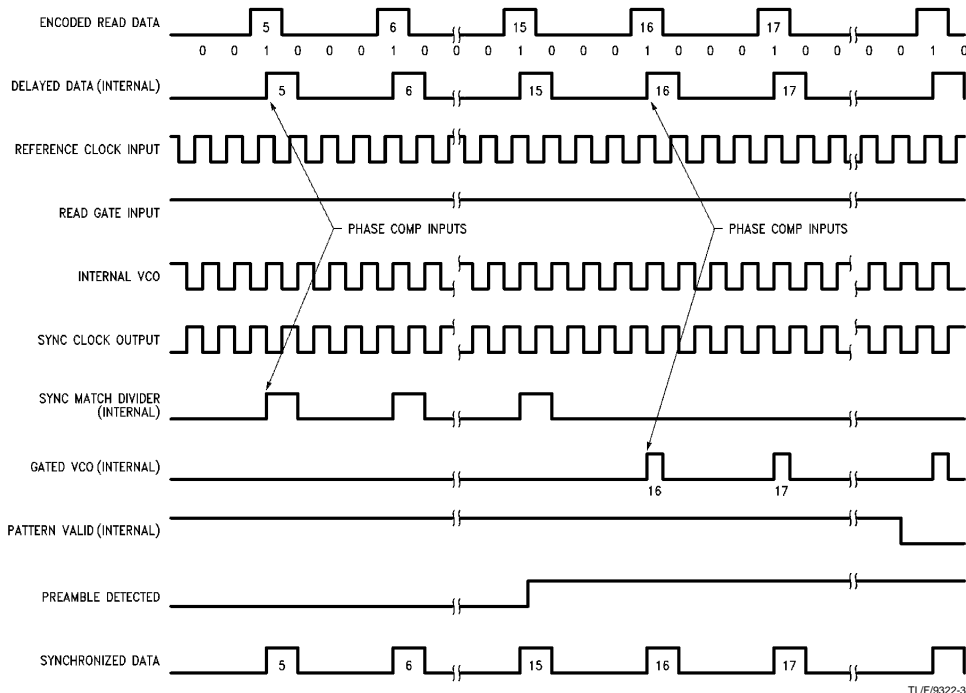 ENCODED READ DATA 5 6 15 16 17
0 0 1 0 0 0 1 0 0 0 0 1 0 0 0 1 0 0 0 1 0 0 0 0 1 0
DELAYED DATA (INTERNAL) 5 6 15 16 17
REFERENCE CLOCK INPUT
READ GATE INPUT
PHASE COMP INPUTS PHASE COMP INPUTS
INTERNAL VCO
SYNC CLOCK OUTPUT
SYNC MATCH DIVIDER
(INTERNAL)
GATED VCO (INTERNAL)
16 17
PATTERN VALID (INTERNAL)
PREAMBLE DETECTED
SYNCHRONIZED DATA 5 6 15 16 17
TL/F/9322-3